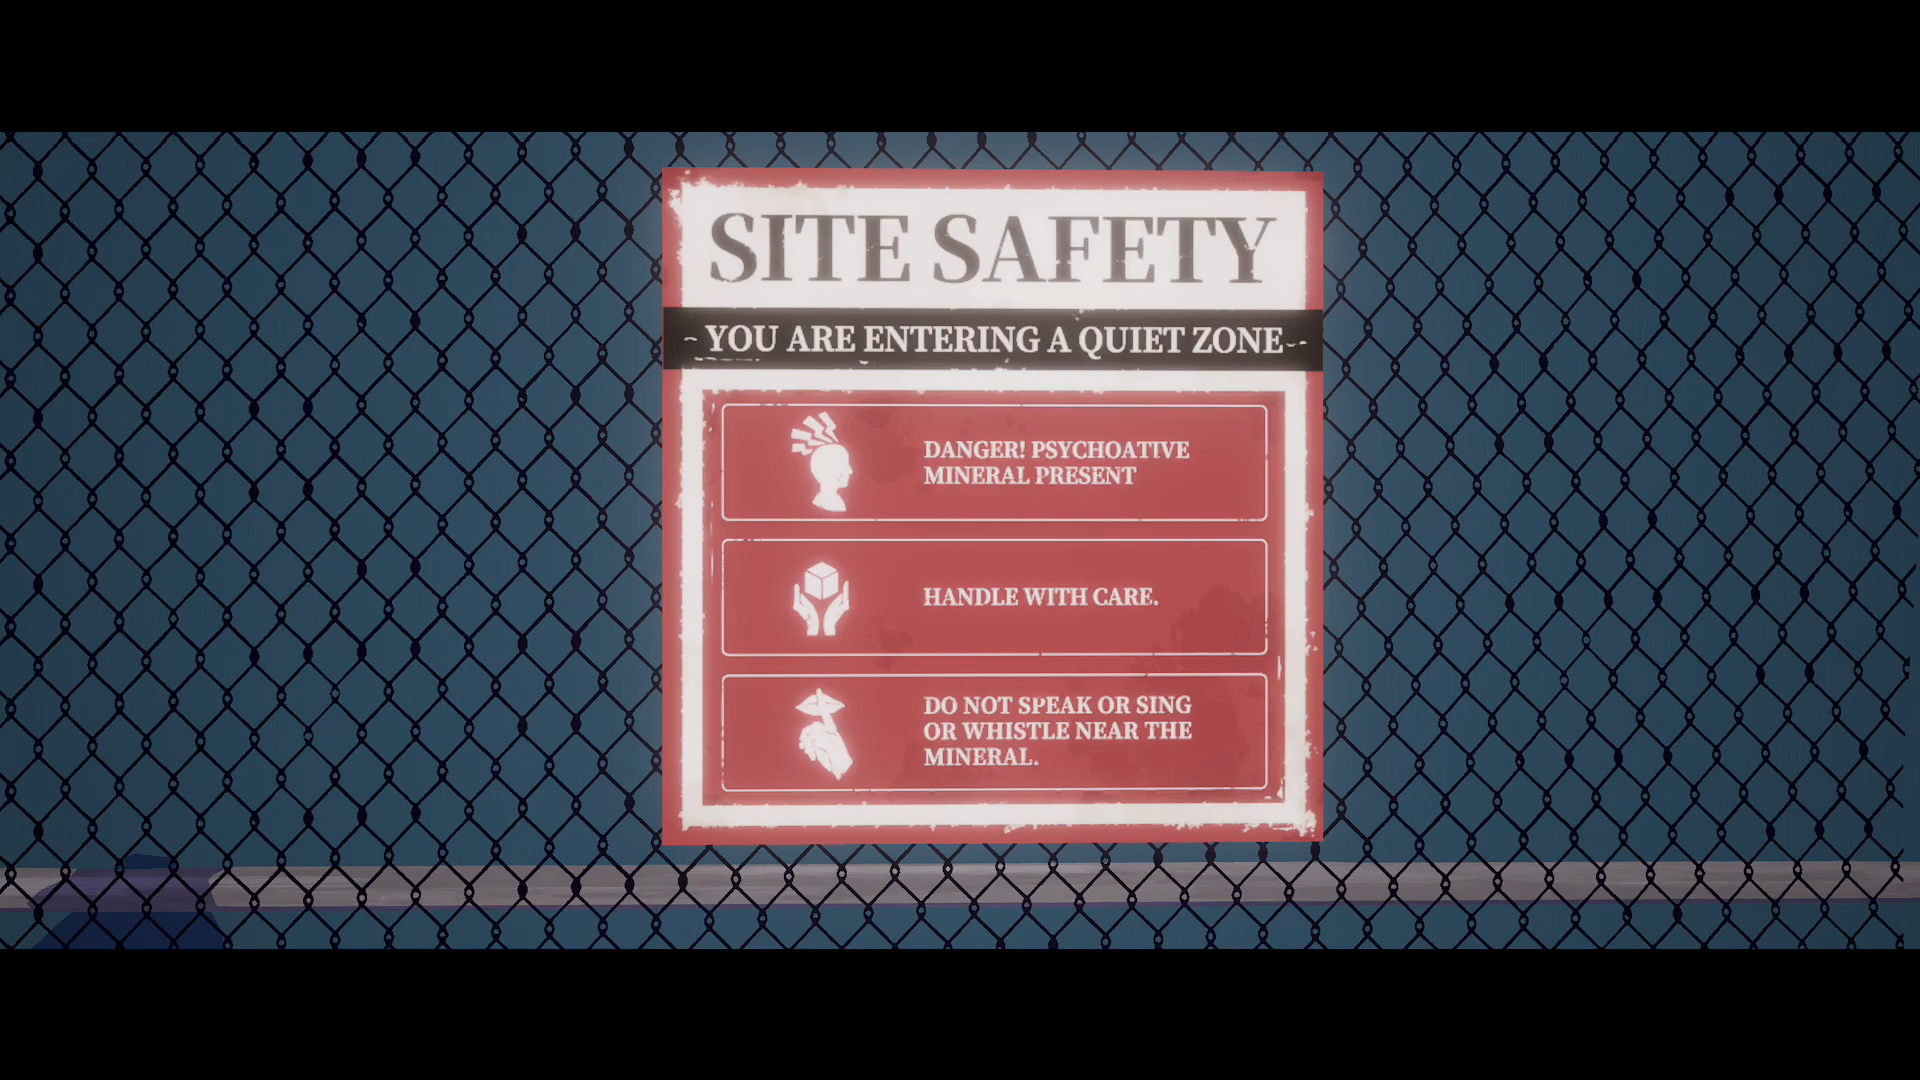 SITE SAFETY
- YOU ARE ENTERING A QUIET ZONE -
DANGER! PSYCHOATIVE
MINERAL PRESENT
HANDLE WITH CARE.
DO NOT SPEAK OR SING
OR WHISTLE NEAR THE
MINERAL.